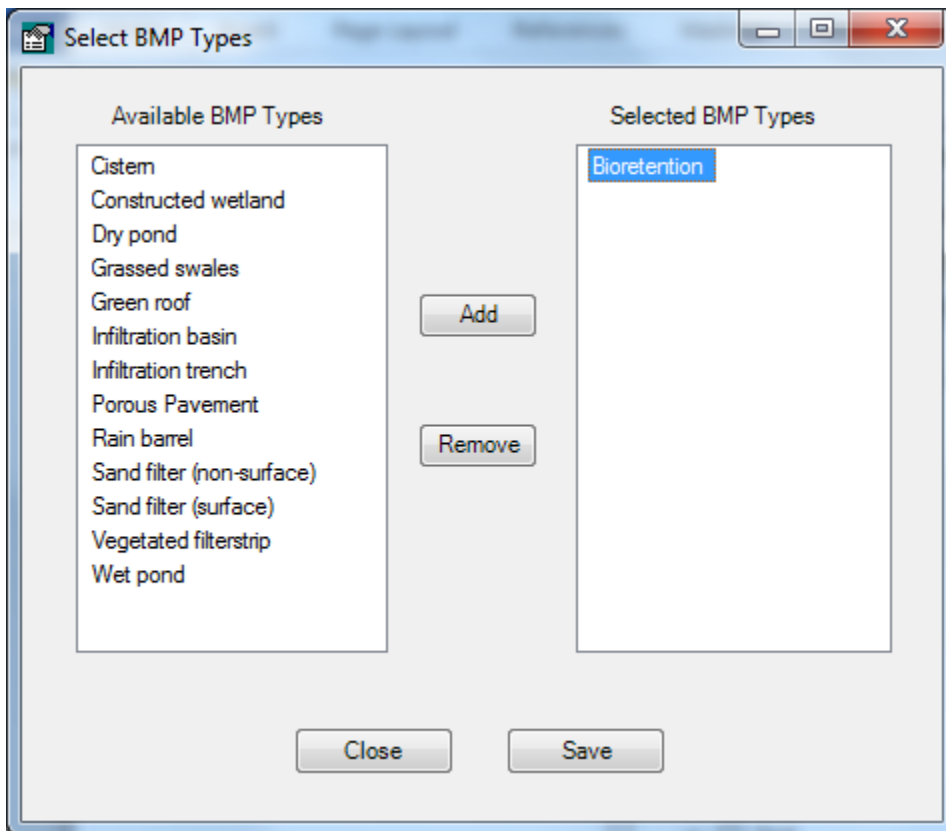 Select BMP Types
Available BMP Types
Cistern
Constructed wetland
Dry pond
Grassed swales
Green roof
Infiltration basin
Infiltration trench
Porous Pavement
Rain barrel
Sand filter (non-surface)
Sand filter (surface)
Vegetated filterstrip
Wet pond
Add
Remove
Selected BMP Types
Bioretention
Close
Save